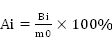 Ai = Bi/m0 × 100%